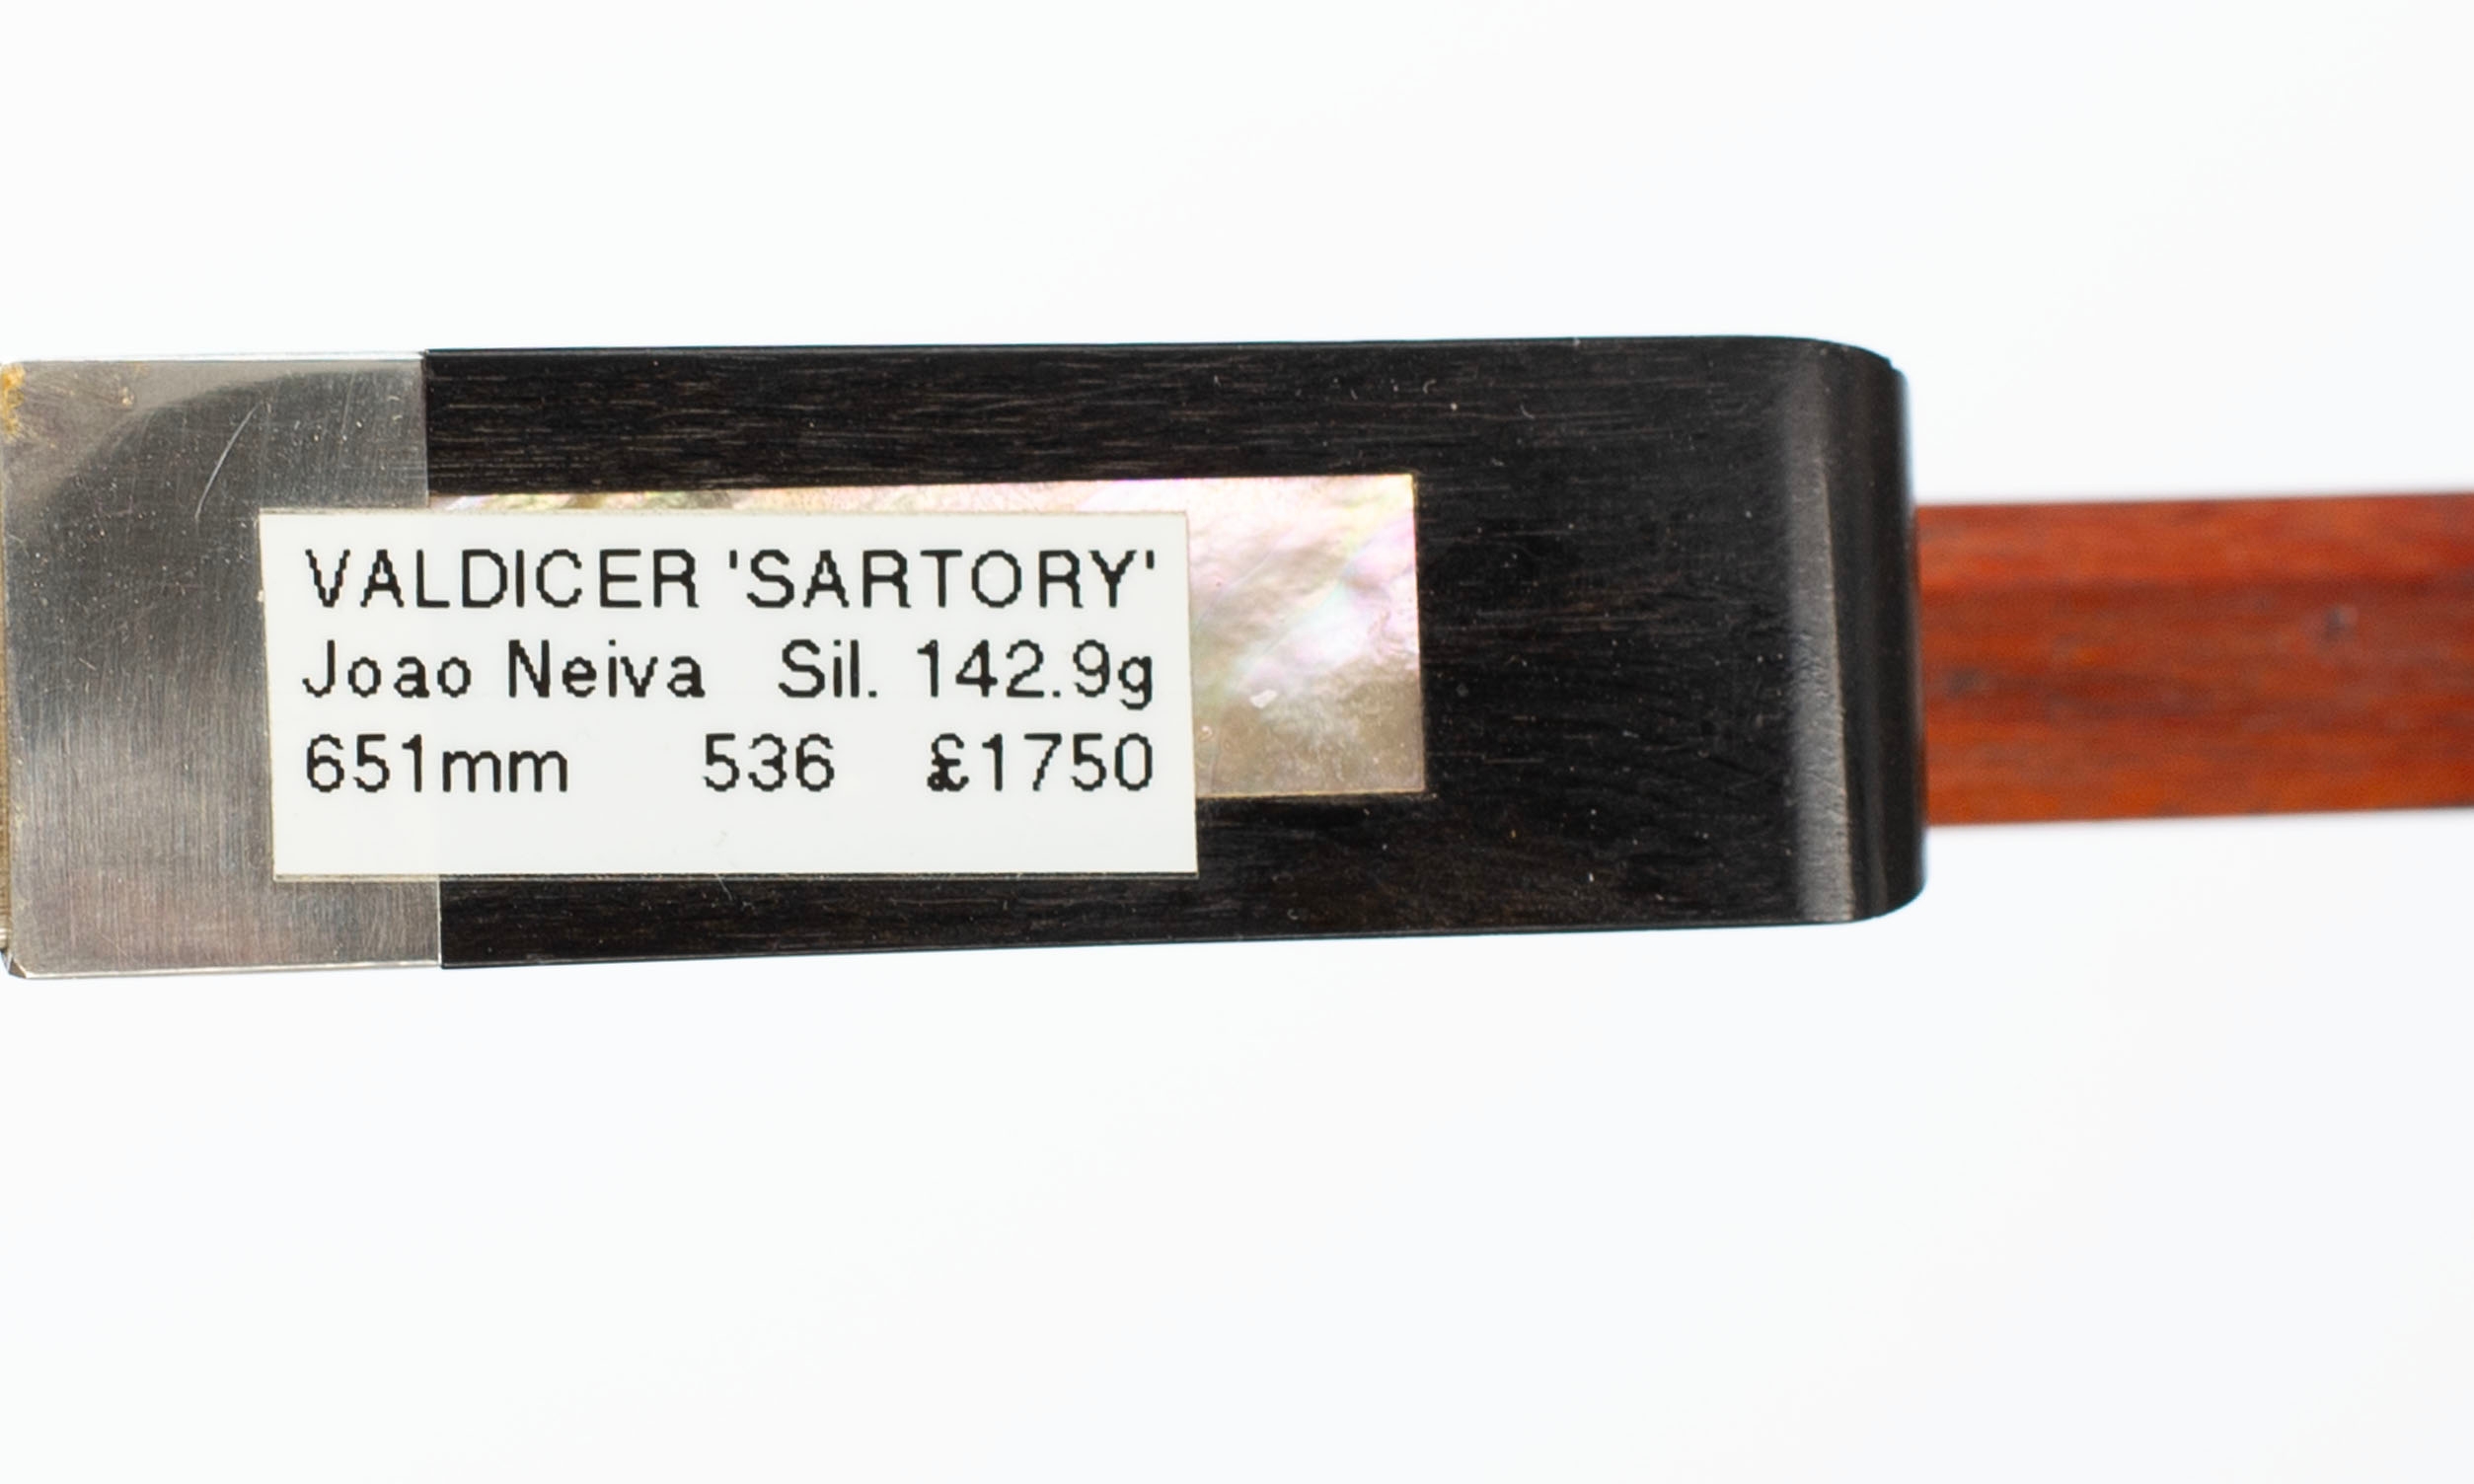 VALDICER 'SARTORY'
Joao Neiva Sil. 142.9g
651mm 536 £1750